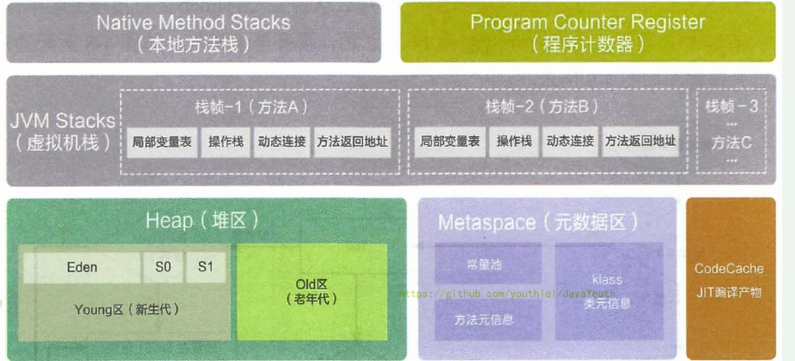 Native Method Stacks
（本地方法栈）
Program Counter Register
（程序计数器）
JVM Stacks
（虚拟机栈）
栈帧-1（方法A）
局部变量表
操作栈
动态连接
方法返回地址
栈帧-2（方法B）
局部变量表
操作栈
动态连接
方法返回地址
栈帧-3
...
方法C
...
Heap（堆区）
Eden
S0
S1
Young区（新生代）
Old区
（老年代）
Metaspace（元数据区）
常量池
方法元信息
klass
类元信息
CodeCache
JIT编译产物
https://github.com/youthlql/JavaYouth